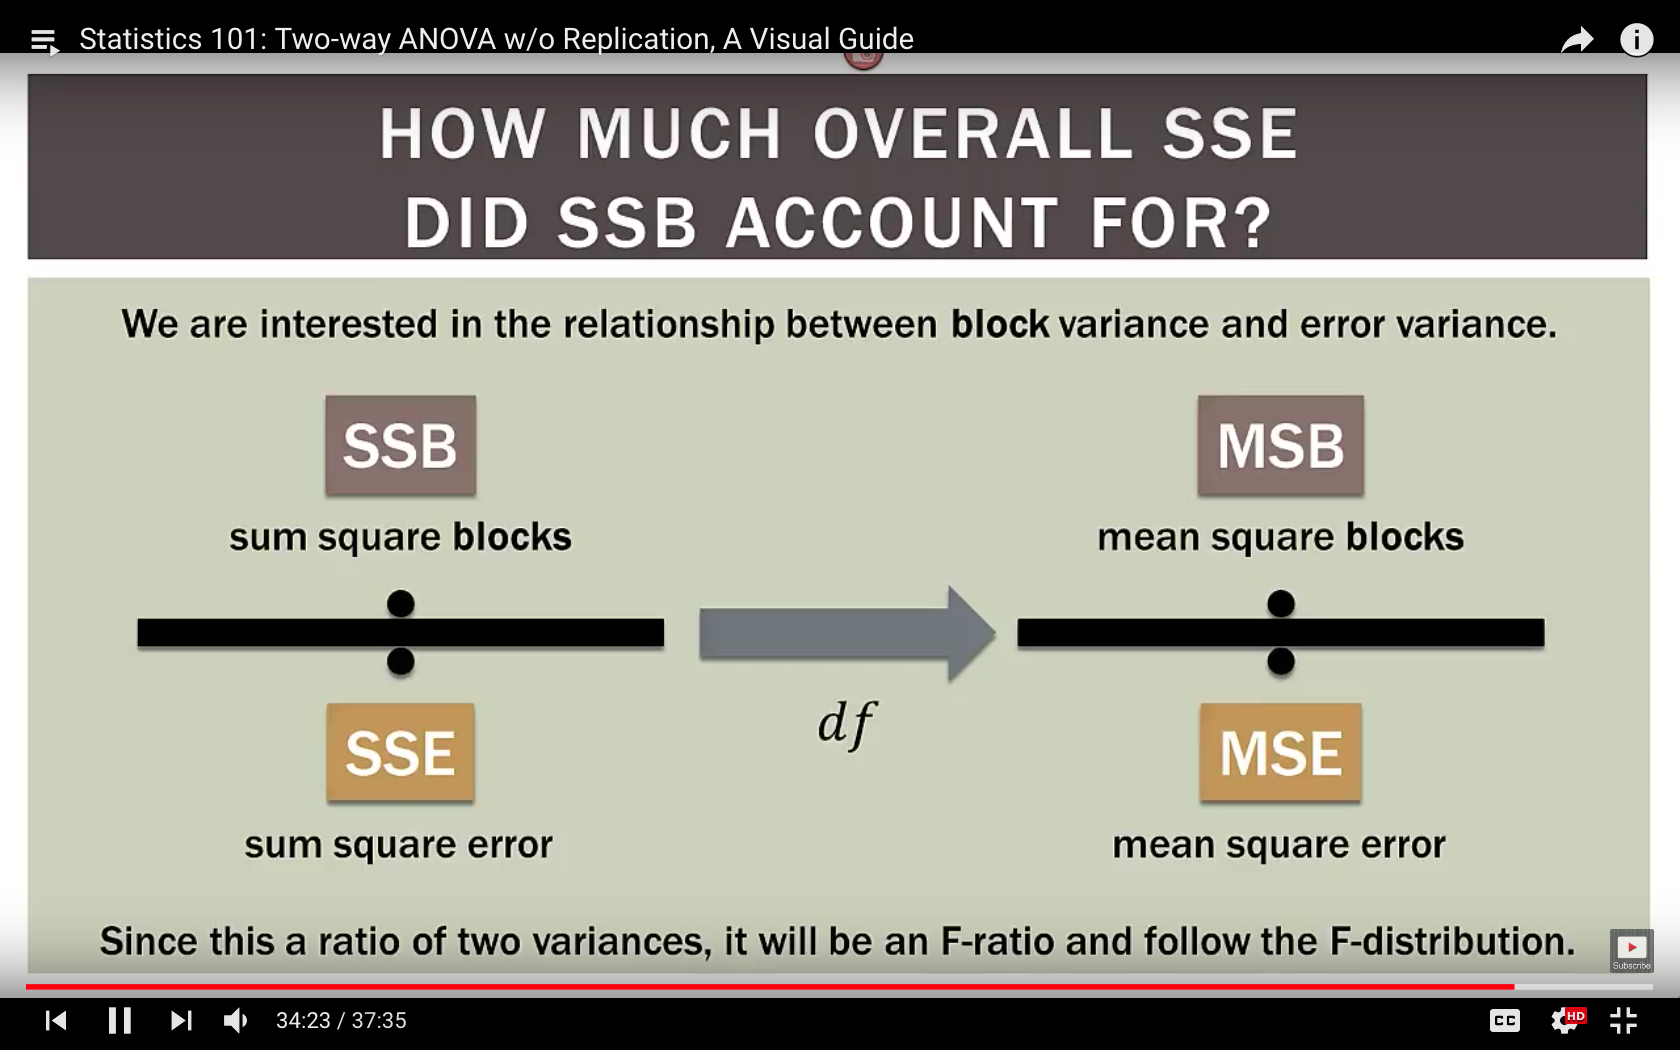 Statistics 101: Two-way ANOVA w/o Replication, A Visual Guide
HOW MUCH OVERALL SSE
DID SSB ACCOUNT FOR?
We are interested in the relationship between block variance and error variance.
SSB
sum square blocks
SSE
sum square error
df
MSB
mean square blocks
MSE
mean square error
Since this a ratio of two variances, it will be an F-ratio and follow the F-distribution.
Subscribe
34:23 / 37:35
CC
HD